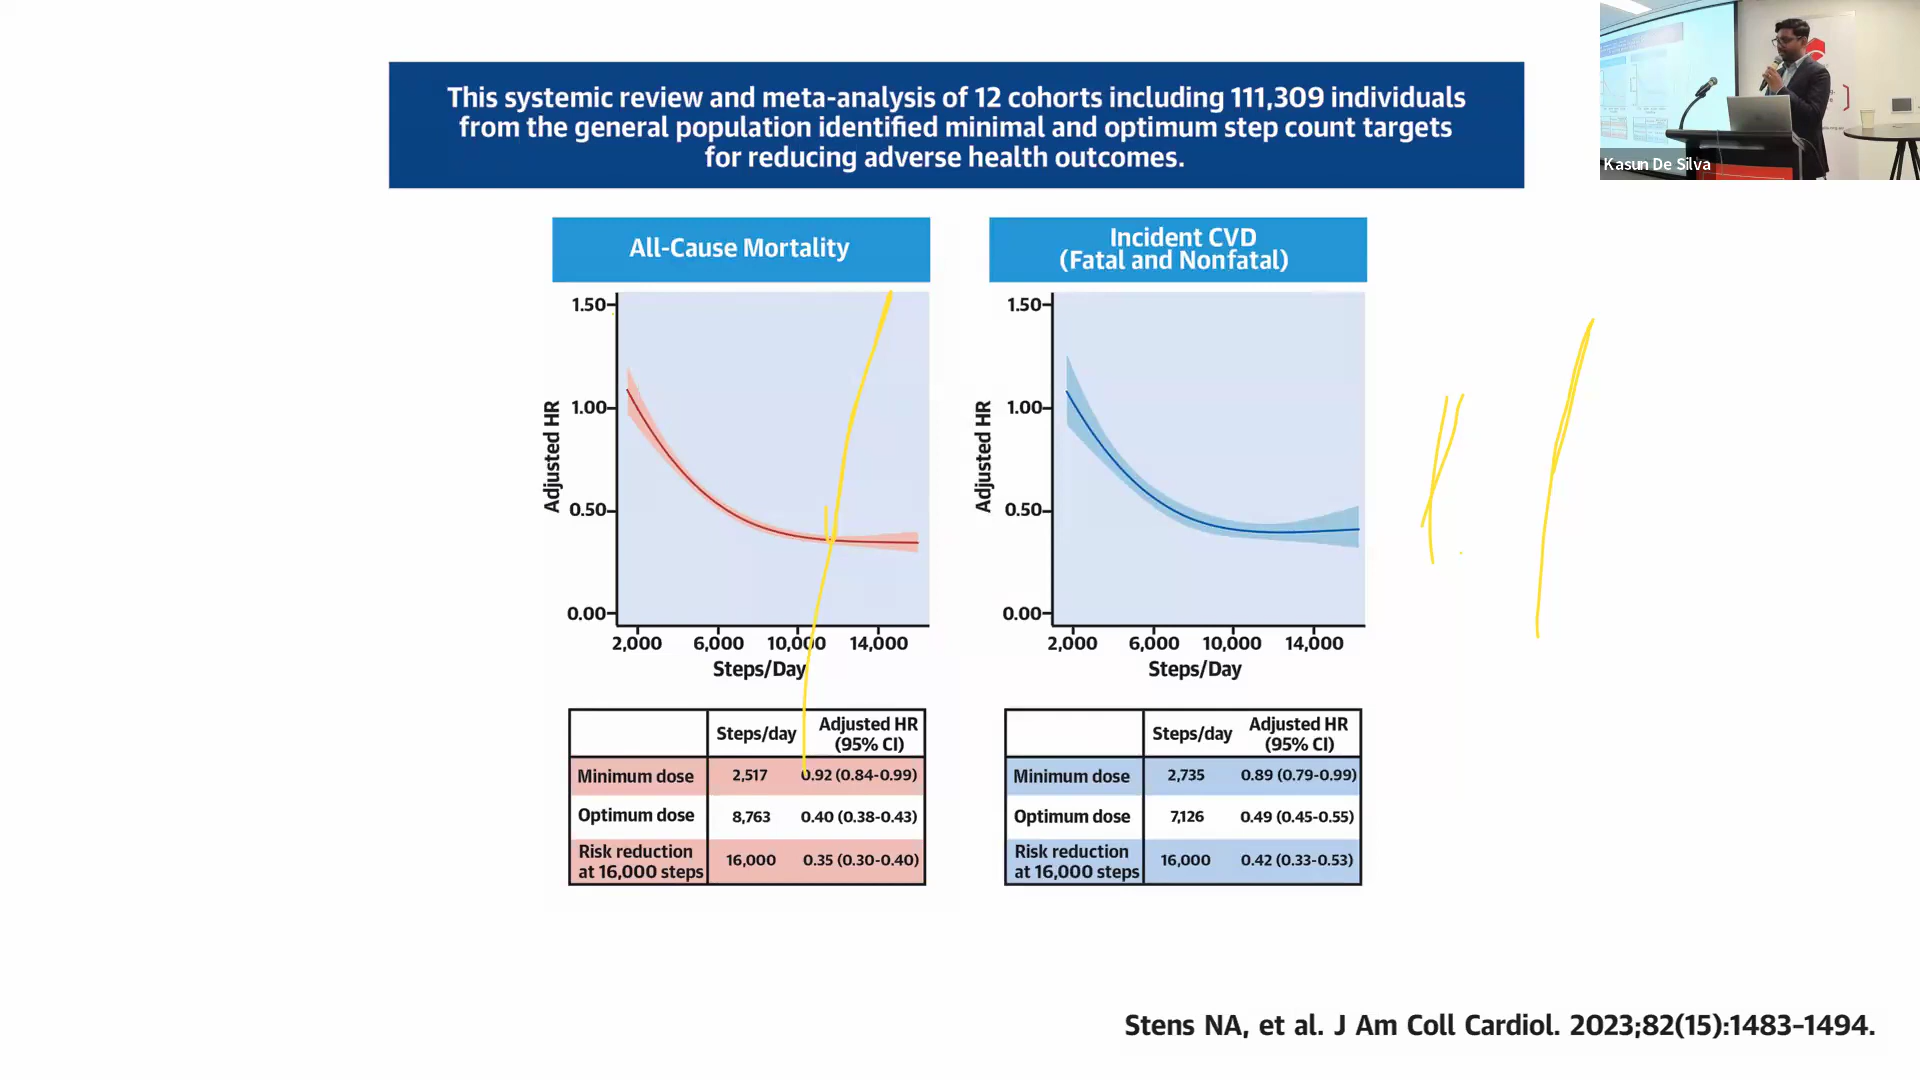 This systemic review and meta-analysis of 12 cohorts including 111,309 individuals
from the general population identified minimal and optimum step count targets
for reducing adverse health outcomes.
Kasun De Silva
All-Cause Mortality
Adjusted HR
1.50
1.00
0.50
0.00
2,000 6,000 10,000 14,000
Steps/Day
Steps/day Adjusted HR
(95% CI)
Minimum dose 2,517 0.92 (0.84-0.99)
Optimum dose 8,763 0.40 (0.38-0.43)
Risk reduction
at 16,000 steps 16,000 0.35 (0.30-0.40)
Incident CVD
(Fatal and Nonfatal)
Adjusted HR
1.50
1.00
0.50
0.00
2,000 6,000 10,000 14,000
Steps/Day
Steps/day Adjusted HR
(95% CI)
Minimum dose 2,735 0.89 (0.79-0.99)
Optimum dose 7,126 0.49 (0.45-0.55)
Risk reduction
at 16,000 steps 16,000 0.42 (0.33-0.53)
Stens NA, et al. J Am Coll Cardiol. 2023;82(15):1483-1494.